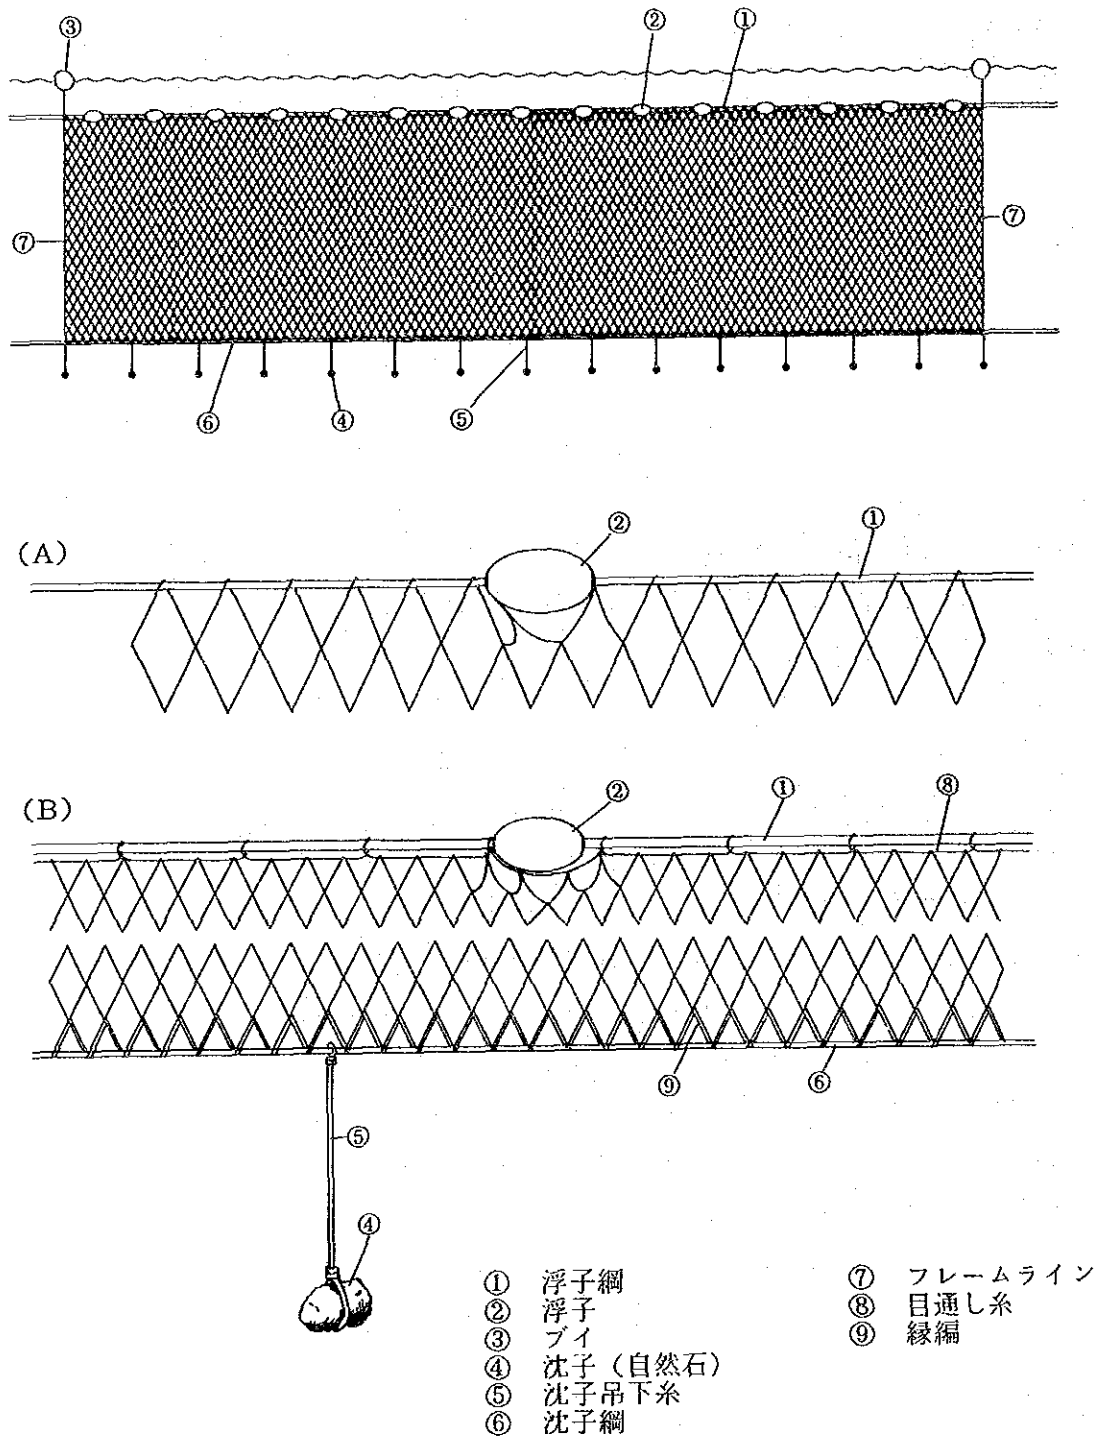 ③ ② ①
⑦ ⑦
⑥ ④ ⑤
(A) ② ①
(B) ② ① ⑧
⑨ ⑥
⑤
④
① 浮子綱
② 浮子
③ ブイ
④ 沈子(自然石)
⑤ 沈子吊下糸
⑥ 沈子綱
⑦ フレームライン
⑧ 目通し糸
⑨ 縁編